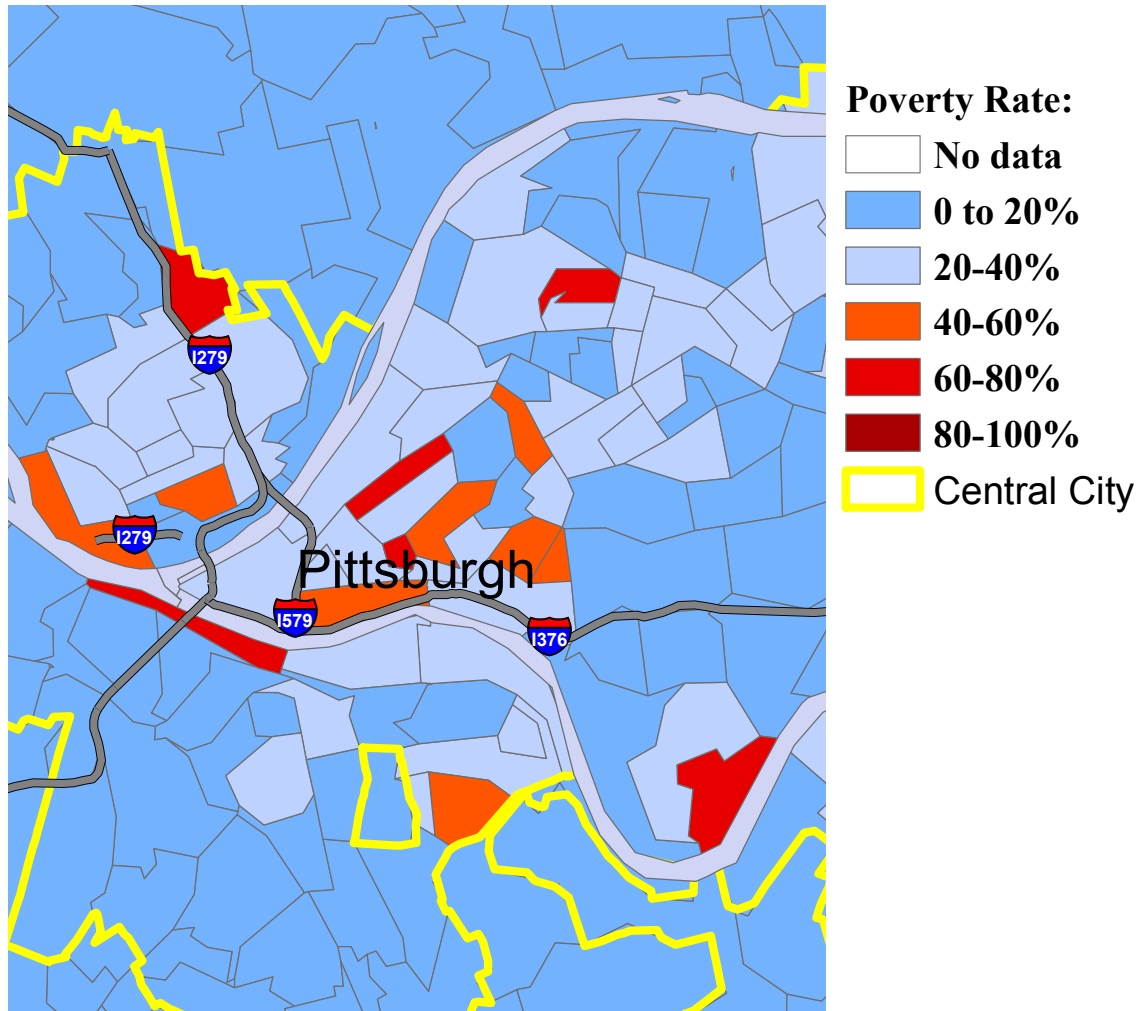 Poverty Rate:
No data
0 to 20%
20-40%
40-60%
60-80%
80-100%
Central City
I279
I279
Pittsburgh
I579
I376